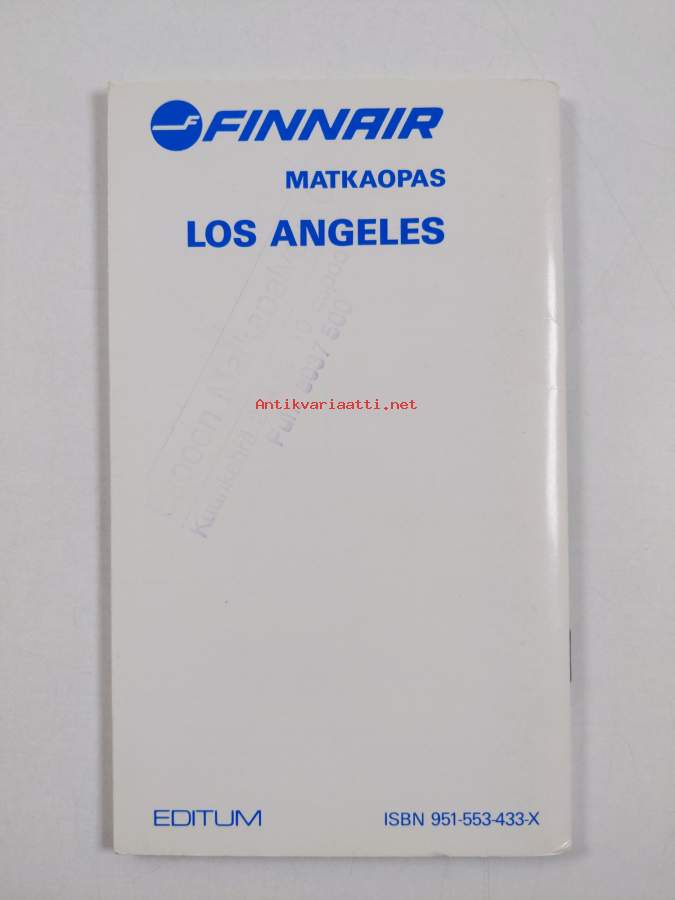 FINNAIR
MATKAOPAS
LOS ANGELES
Antikvariaatti.net
EDITUM
ISBN 951-553-433-X